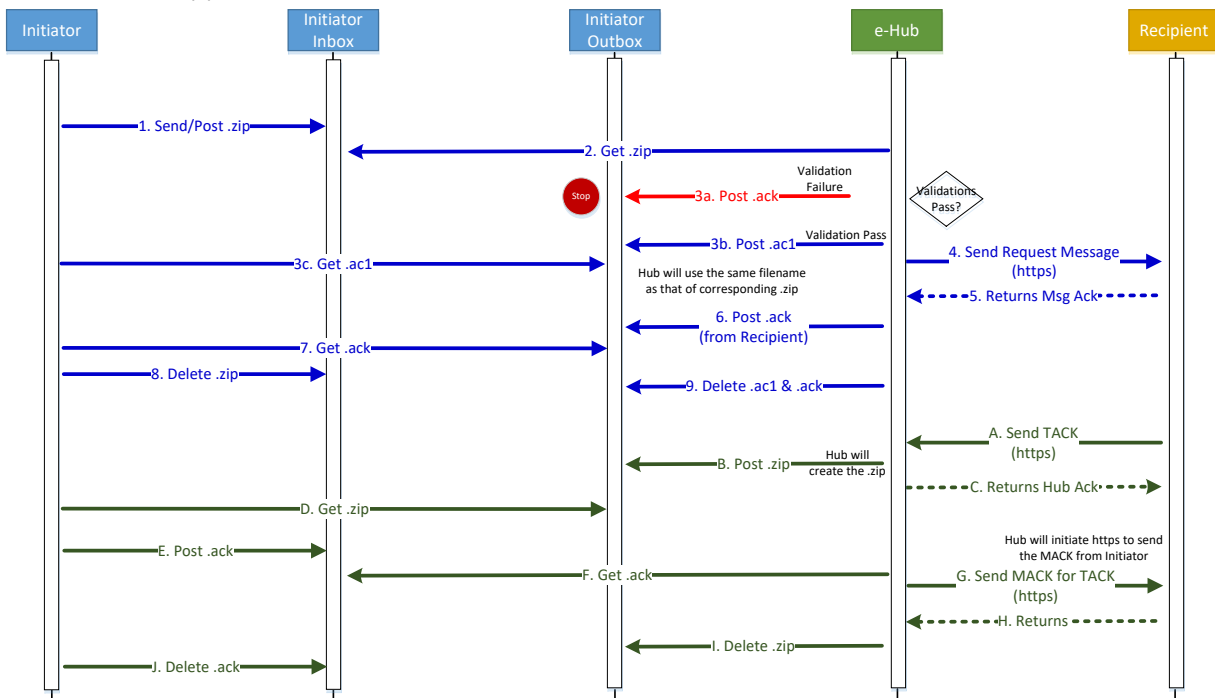 Initiator
Initiator
Inbox
Initiator
Outbox
e-Hub
Recipient
1. Send/Post .zip
2. Get .zip
Validation
Failure
Stop
3a. Post .ack
Validations
Pass?
3b. Post .ac1
Validation Pass
3c. Get .ac1
4. Send Request Message
(https)
Hub will use the same filename
as that of corresponding .zip
5. Returns Msg Ack
6. Post .ack
(from Recipient)
7. Get .ack
8. Delete .zip
9. Delete .ac1 & .ack
A. Send TACK
(https)
B. Post .zip
Hub will
create the .zip
C. Returns Hub Ack
D. Get .zip
E. Post .ack
Hub will initiate https to send
the MACK from Initiator
F. Get .ack
G. Send MACK for TACK
(https)
H. Returns
I. Delete .zip
J. Delete .ack